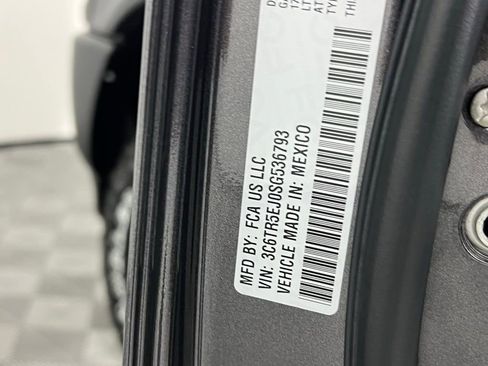 MFD BY: FCA US LLC
VIN: 3C6TR5EJ0SG536793
VEHICLE MADE IN: MEXICO